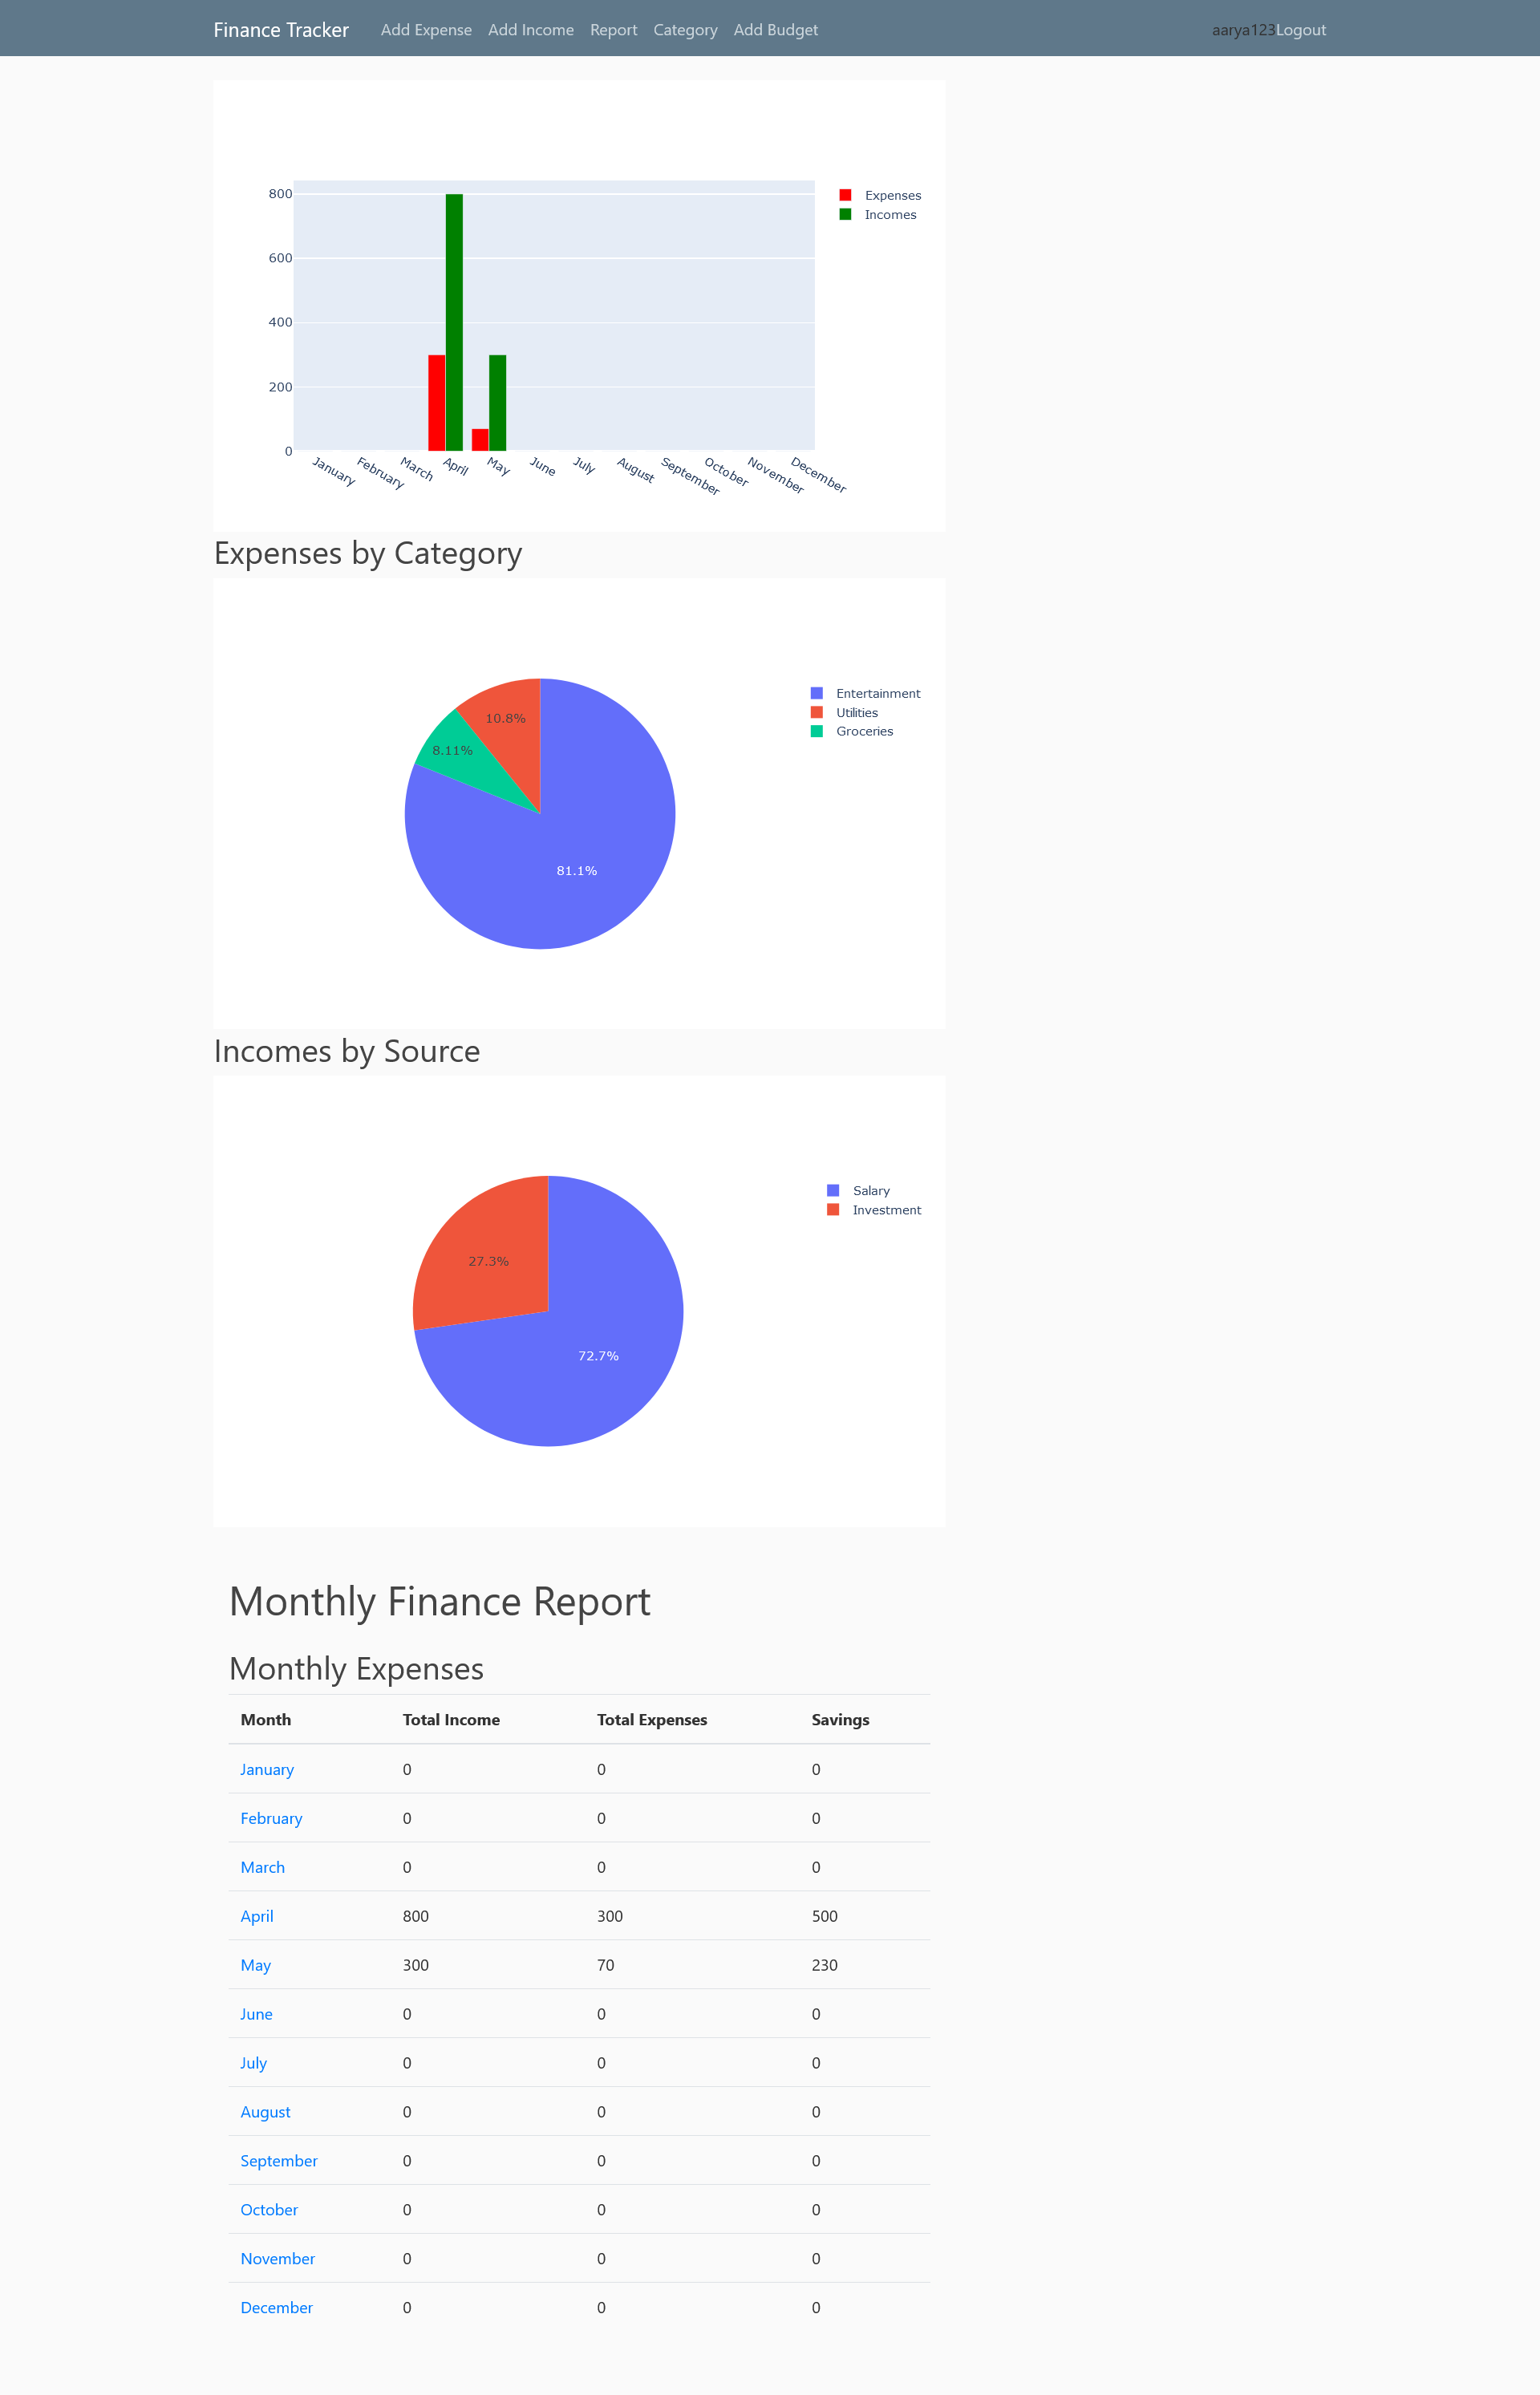 Finance Tracker Add Expense Add Income Report Category Add Budget aarya123 Logout
800
600
400
200
0
Expenses
Incomes
January February March April May June July August September October November December
Expenses by Category
Entertainment
Utilities
Groceries
10.8%
8.11%
81.1%
Incomes by Source
Salary
Investment
27.3%
72.7%
Monthly Finance Report
Monthly Expenses
Month Total Income Total Expenses Savings
January 0 0 0
February 0 0 0
March 0 0 0
April 800 300 500
May 300 70 230
June 0 0 0
July 0 0 0
August 0 0 0
September 0 0 0
October 0 0 0
November 0 0 0
December 0 0 0